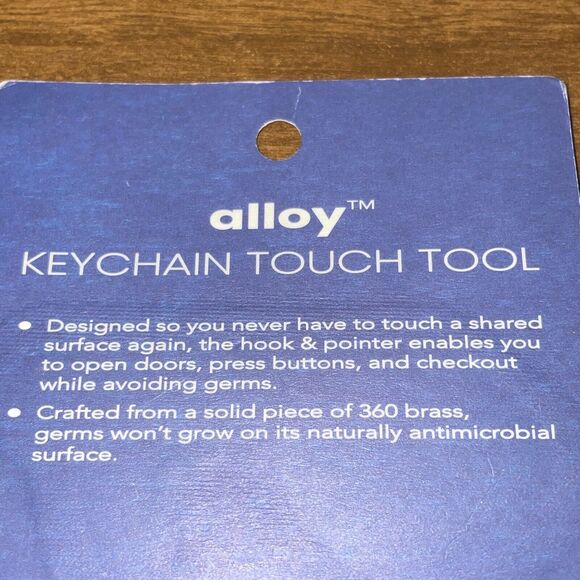 alloy™
KEYCHAIN TOUCH TOOL
• Designed so you never have to touch a shared
surface again, the hook & pointer enables you
to open doors, press buttons, and checkout
while avoiding germs.
• Crafted from a solid piece of 360 brass,
germs won't grow on its naturally antimicrobial
surface.